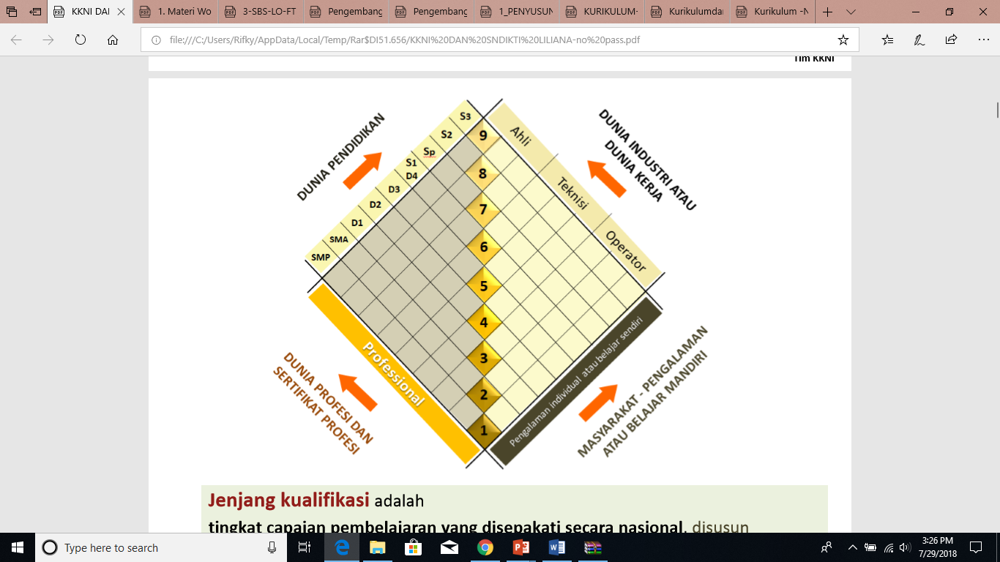 KKNI DAI
1. Materi Wo
3-SBS-LO-FT
Pengembang
Pengembang
1_PENYUSUN
KURIKULUM-
Kurikulumdar
Kurikulum -N
file:///C:/Users/Rifky/AppData/Local/Temp/Rar$DI51.656/KKNI%20DAN%20SNDIKTI%20LILIANA-no%20pass.pdf
Tim KKNI
DUNIA PENDIDIKAN
S3
S2
Sp
S1
D4
D3
D2
D1
SMA
SMP
9
8
7
6
5
4
3
2
1
Ahli
Teknisi
Operator
DUNIA INDUSTRI ATAU
DUNIA KERJA
Professional
DUNIA PROFESI DAN
SERTIFIKAT PROFESI
Pengalaman individual atau belajar sendiri
MASYARAKAT - PENGALAMAN
ATAU BELAJAR MANDIRI
Jenjang kualifikasi adalah
tingkat capaian pembelajaran yang disepakati secara nasional, disusun
Type here to search
3:26 PM
7/29/2018